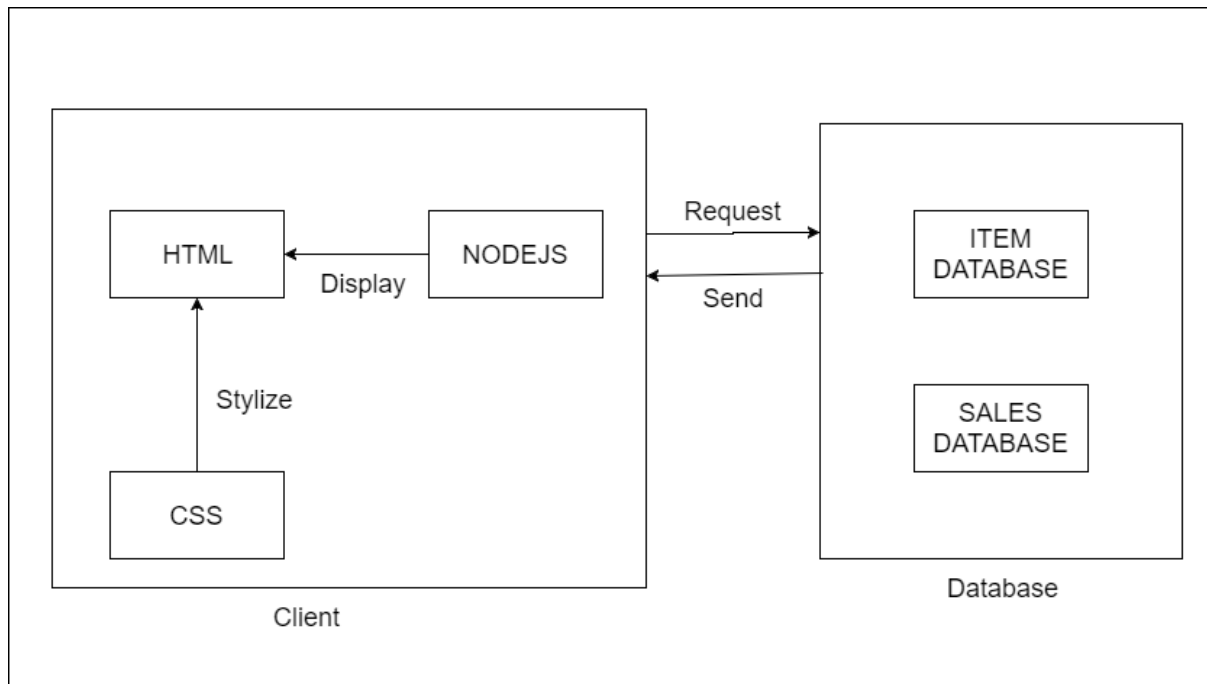 HTML
Display
NODEJS
Stylize
CSS
Client
Request
Send
ITEM
DATABASE
SALES
DATABASE
Database